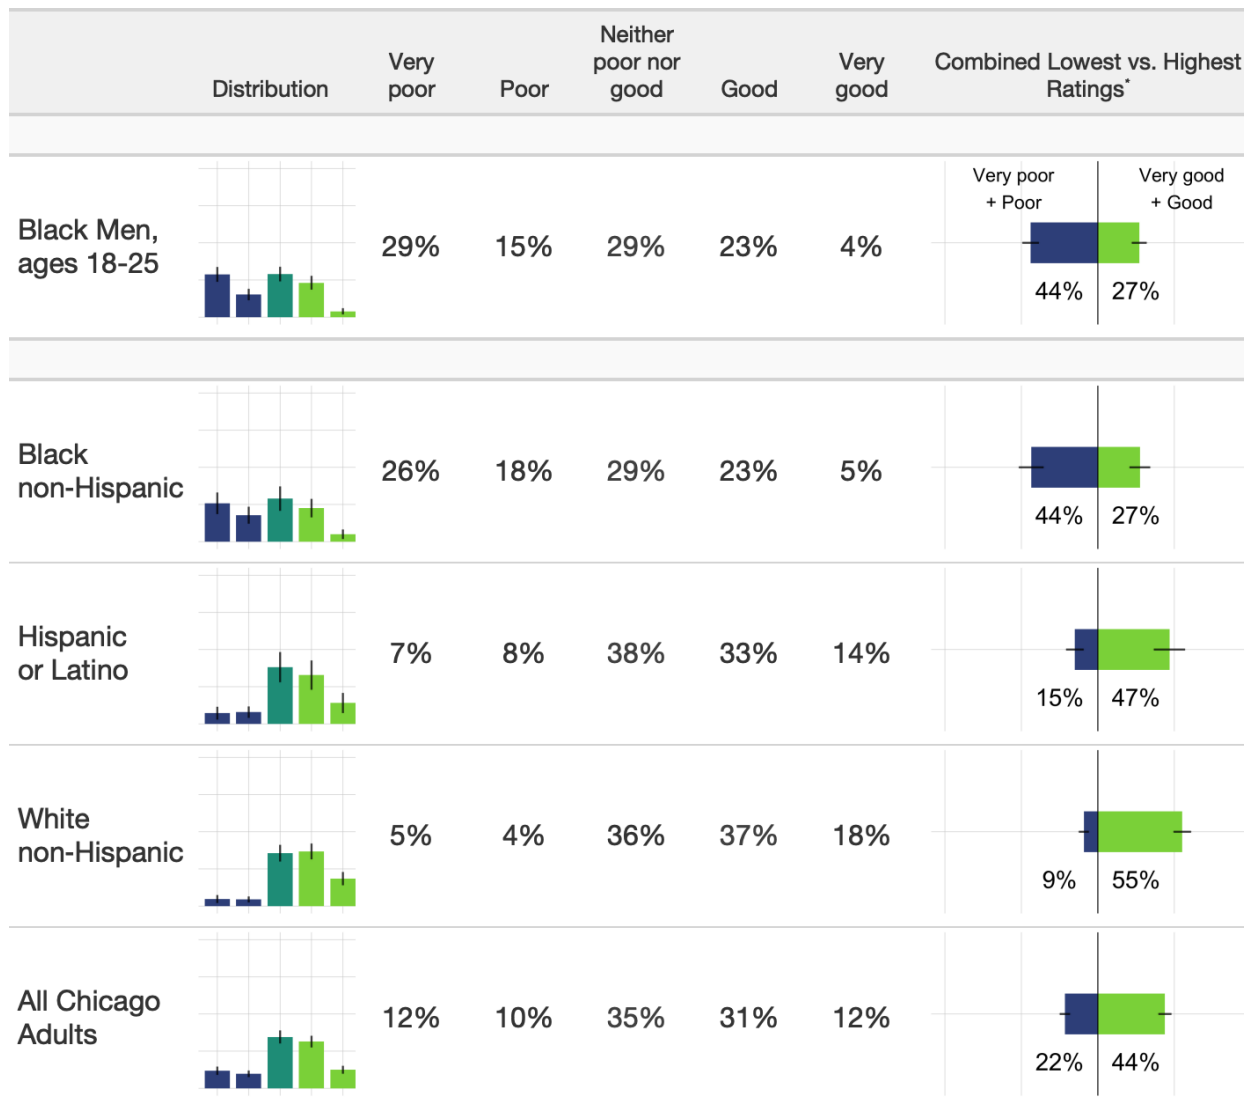 Distribution
Very poor
Poor
Neither poor nor good
Good
Very good
Combined Lowest vs. Highest Ratings*
Black Men, ages 18-25
29% 15% 29% 23% 4%
Very poor + Poor
Very good + Good
44% 27%
Black non-Hispanic
26% 18% 29% 23% 5%
44% 27%
Hispanic or Latino
7% 8% 38% 33% 14%
15% 47%
White non-Hispanic
5% 4% 36% 37% 18%
9% 55%
All Chicago Adults
12% 10% 35% 31% 12%
22% 44%